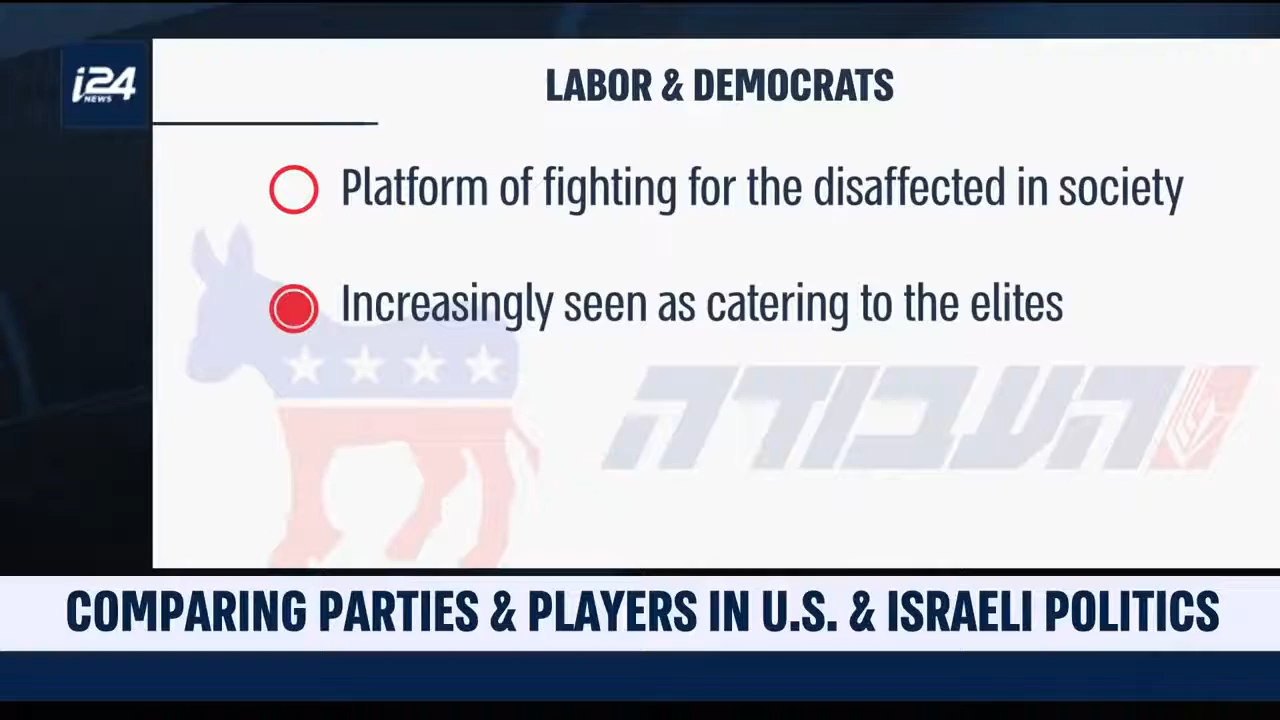 i24
NEWS
LABOR & DEMOCRATS
Platform of fighting for the disaffected in society
Increasingly seen as catering to the elites
העבודה
COMPARING PARTIES & PLAYERS IN U.S. & ISRAELI POLITICS